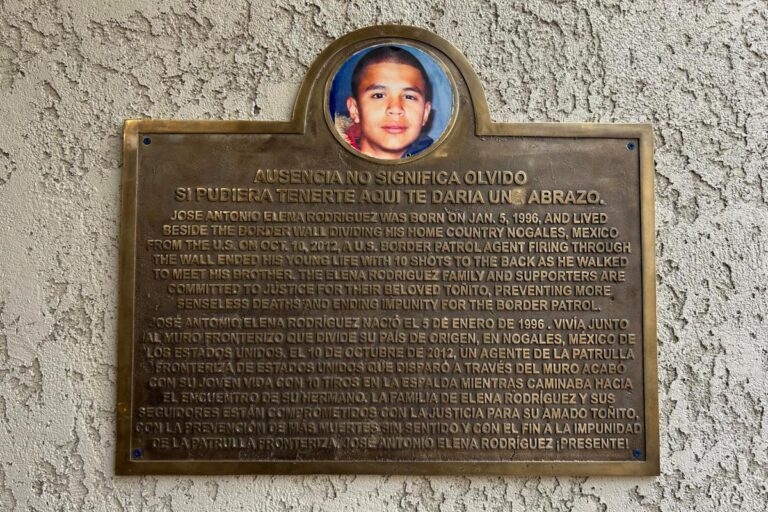 AUSENCIA NO SIGNIFICA OLVIDO
SI PUDIERA TENERTE AQUI TE DARIA UN ABRAZO.
JOSE ANTONIO ELENA RODRIGUEZ WAS BORN ON JAN. 5, 1996, AND LIVED
BESIDE THE BORDER WALL DIVIDING HIS HOME COUNTRY NOGALES, MEXICO
FROM THE U.S. ON OCT. 10, 2012, A U.S. BORDER PATROL AGENT FIRING THROUGH
THE WALL ENDED HIS YOUNG LIFE WITH 10 SHOTS TO THE BACK AS HE WALKED
TO MEET HIS BROTHER. THE ELENA RODRIGUEZ FAMILY AND SUPPORTERS ARE
COMMITTED TO JUSTICE FOR THEIR BELOVED TOÑITO, PREVENTING MORE
SENSELESS DEATHS AND ENDING IMPUNITY FOR THE BORDER PATROL.
JOSÉ ANTONIO ELENA RODRÍGUEZ NACIÓ EL 5 DE ENERO DE 1996 . VIVÍA JUNTO
AL MURO FRONTERIZO QUE DIVIDE SU PAÍS DE ORIGEN, EN NOGALES, MÉXICO DE
LOS ESTADOS UNIDOS. EL 10 DE OCTUBRE DE 2012, UN AGENTE DE LA PATRULLA
FRONTERIZA DE ESTADOS UNIDOS QUE DISPARÓ A TRAVÉS DEL MURO ACABÓ
CON SU JOVEN VIDA CON 10 TIROS EN LA ESPALDA MIENTRAS CAMINABA HACIA
EL ENCUENTRO DE SU HERMANO. LA FAMILIA DE ELENA RODRÍGUEZ Y SUS
SEGUIDORES ESTÁN COMPROMETIDOS CON LA JUSTICIA PARA SU AMADO TOÑITO,
CON LA PREVENCIÓN DE MÁS MUERTES SIN SENTIDO Y CON EL FIN A LA IMPUNIDAD
DE LA PATRULLA FRONTERIZA. JOSÉ ANTONIO ELENA RODRÍGUEZ ¡PRESENTE!